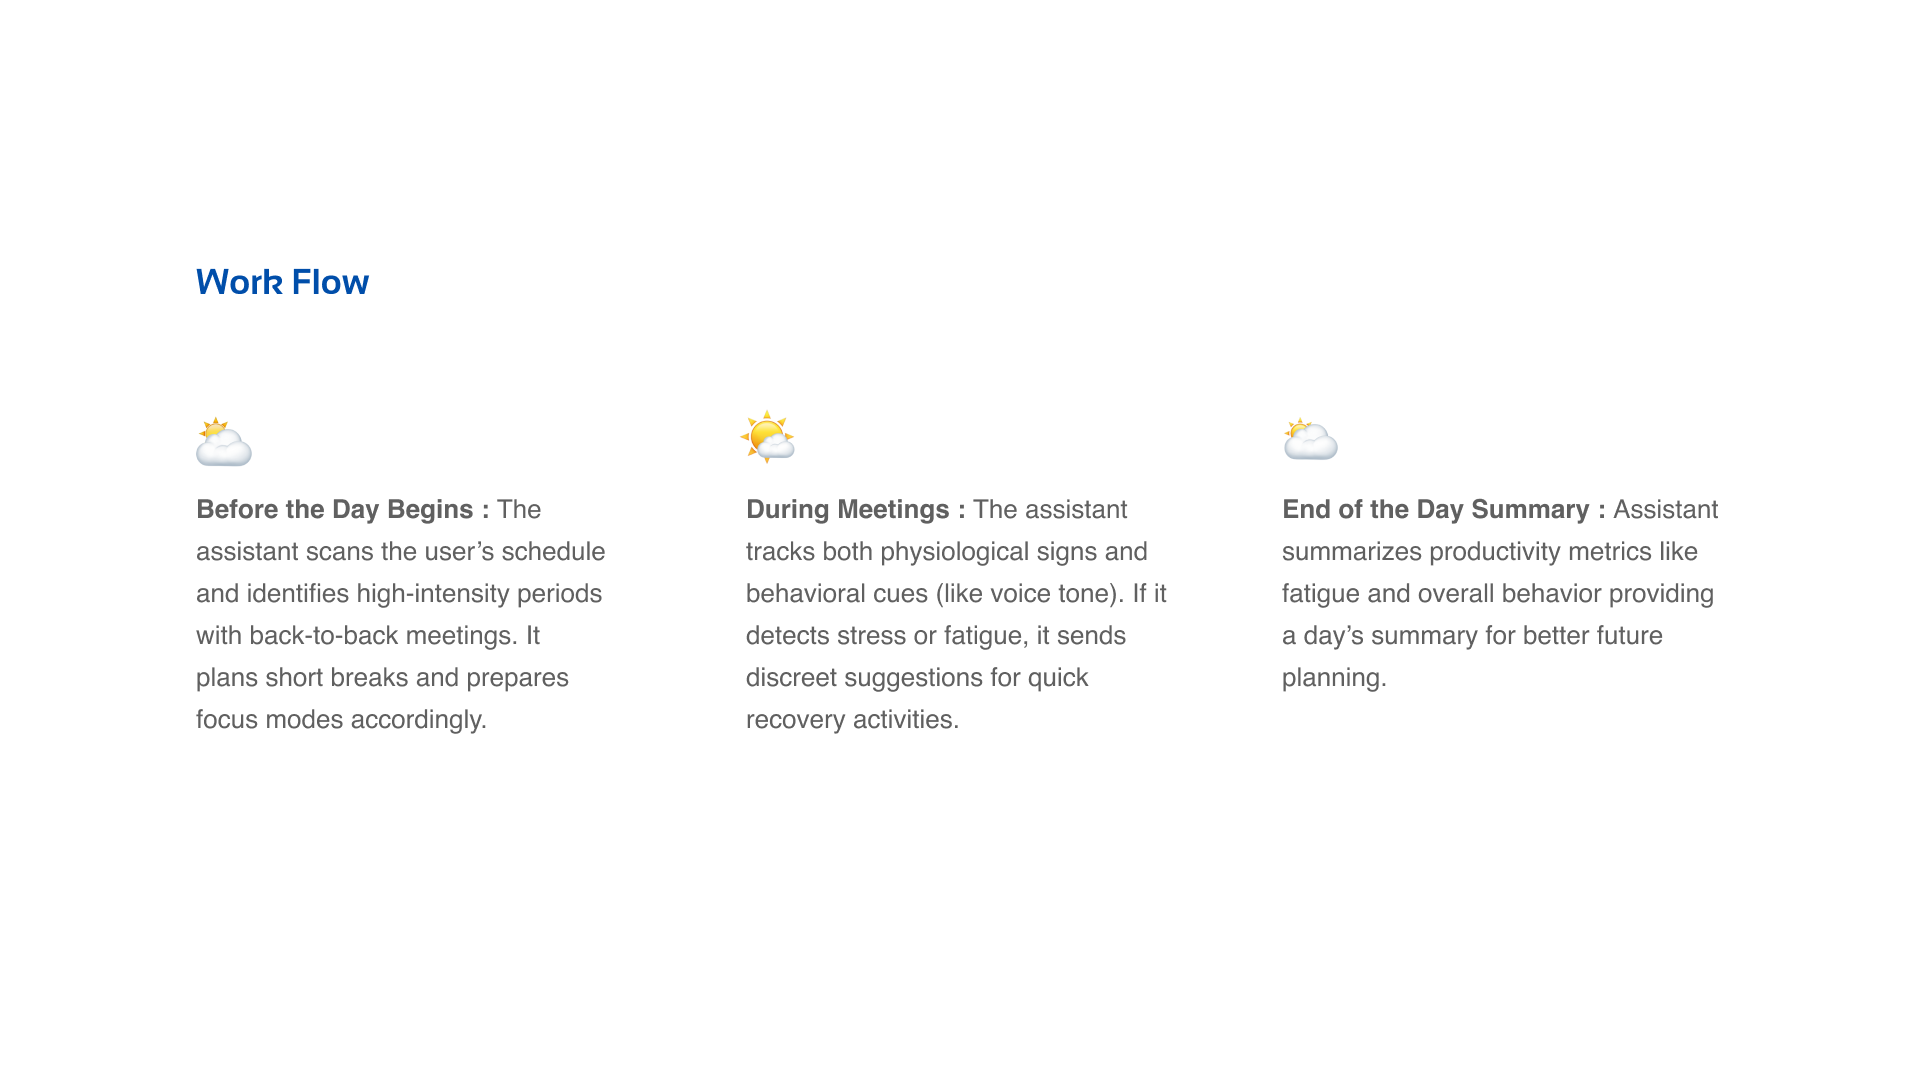 Work Flow
Before the Day Begins : The
assistant scans the user’s schedule
and identifies high-intensity periods
with back-to-back meetings. It
plans short breaks and prepares
focus modes accordingly.
During Meetings : The assistant
tracks both physiological signs and
behavioral cues (like voice tone). If it
detects stress or fatigue, it sends
discreet suggestions for quick
recovery activities.
End of the Day Summary : Assistant
summarizes productivity metrics like
fatigue and overall behavior providing
a day’s summary for better future
planning.